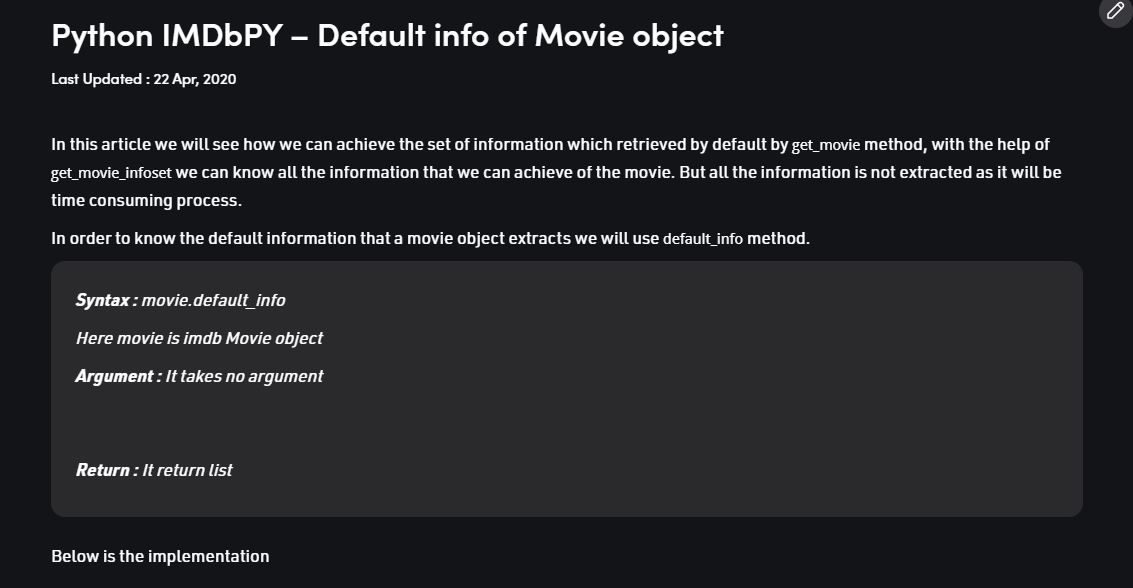 Python IMDbPY – Default info of Movie object
Last Updated : 22 Apr, 2020
In this article we will see how we can achieve the set of information which retrieved by default by get_movie method, with the help of
get_movie_infoset we can know all the information that we can achieve of the movie. But all the information is not extracted as it will be
time consuming process.
In order to know the default information that a movie object extracts we will use default_info method.
Syntax : movie.default_info
Here movie is imdb Movie object
Argument : It takes no argument
Return : It return list
Below is the implementation